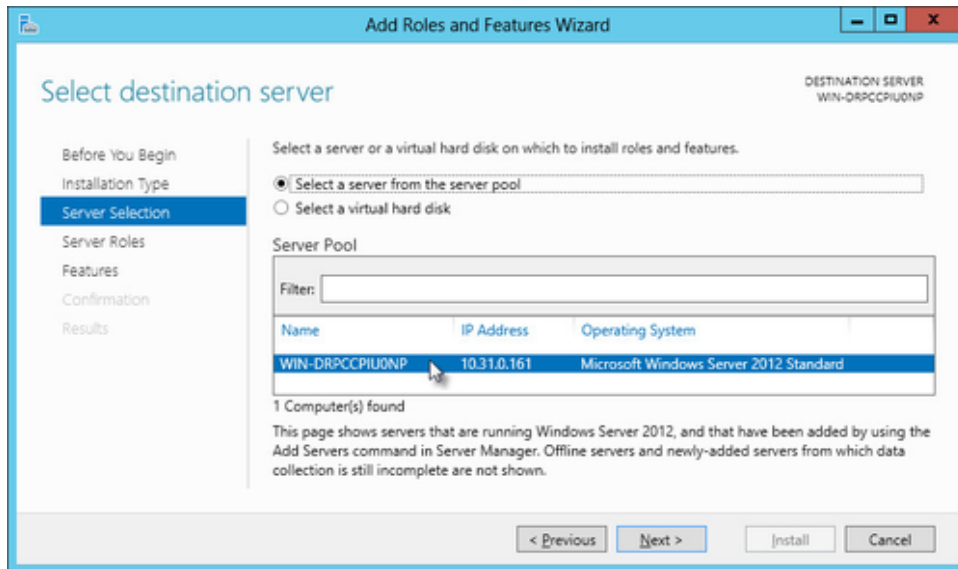 Add Roles and Features Wizard
Select destination server
DESTINATION SERVER
WIN-DRPCCPIU0NP
Before You Begin
Installation Type
Server Selection
Server Roles
Features
Confirmation
Results
Select a server or a virtual hard disk on which to install roles and features.
Select a server from the server pool
Select a virtual hard disk
Server Pool
Filter:
Name IP Address Operating System
WIN-DRPCCPIU0NP 10.31.0.161 Microsoft Windows Server 2012 Standard
1 Computer(s) found
This page shows servers that are running Windows Server 2012, and that have been added by using the
Add Servers command in Server Manager. Offline servers and newly-added servers from which data
collection is still incomplete are not shown.
< Previous Next > Install Cancel